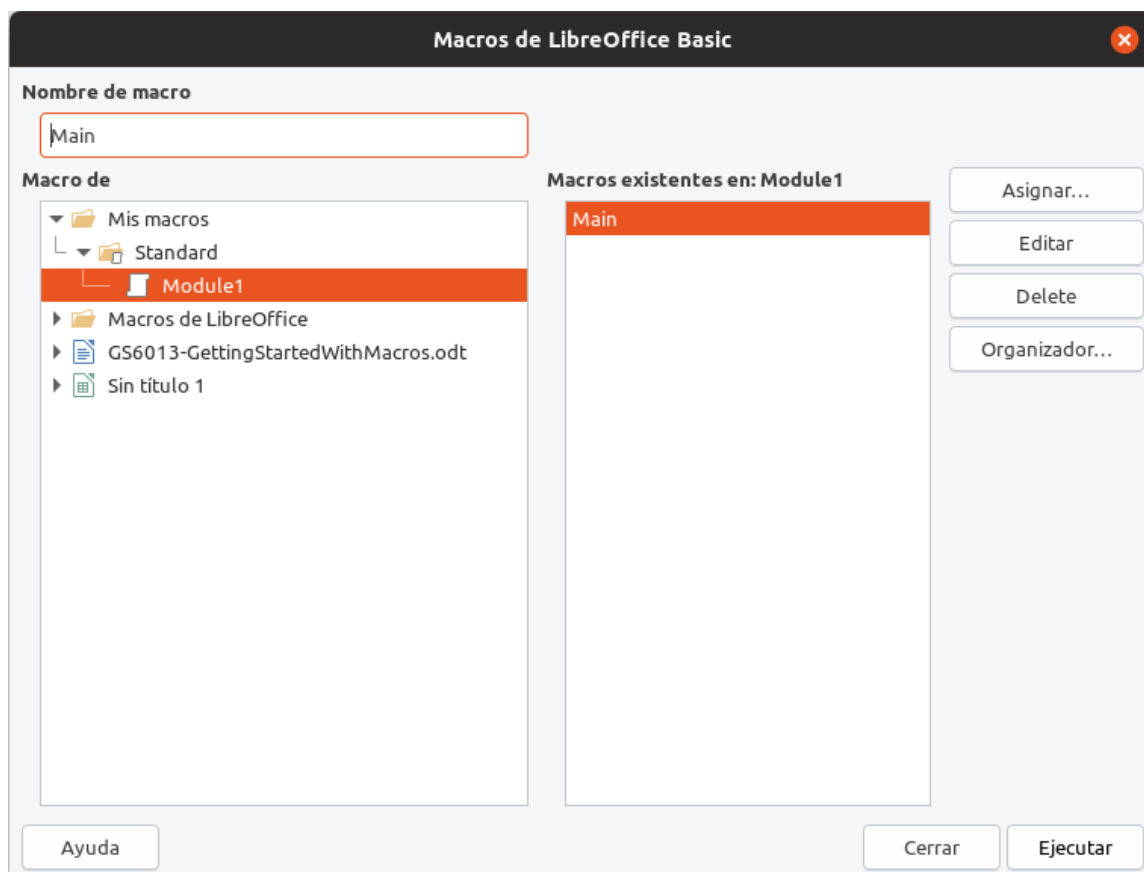 Macros de LibreOffice Basic
Nombre de macro
Main
Macro de
Mis macros
Standard
Module1
Macros de LibreOffice
GS6013-GettingStartedWithMacros.odt
Sin título 1
Macros existentes en: Module1
Main
Asignar...
Editar
Delete
Organizador...
Ayuda
Cerrar
Ejecutar